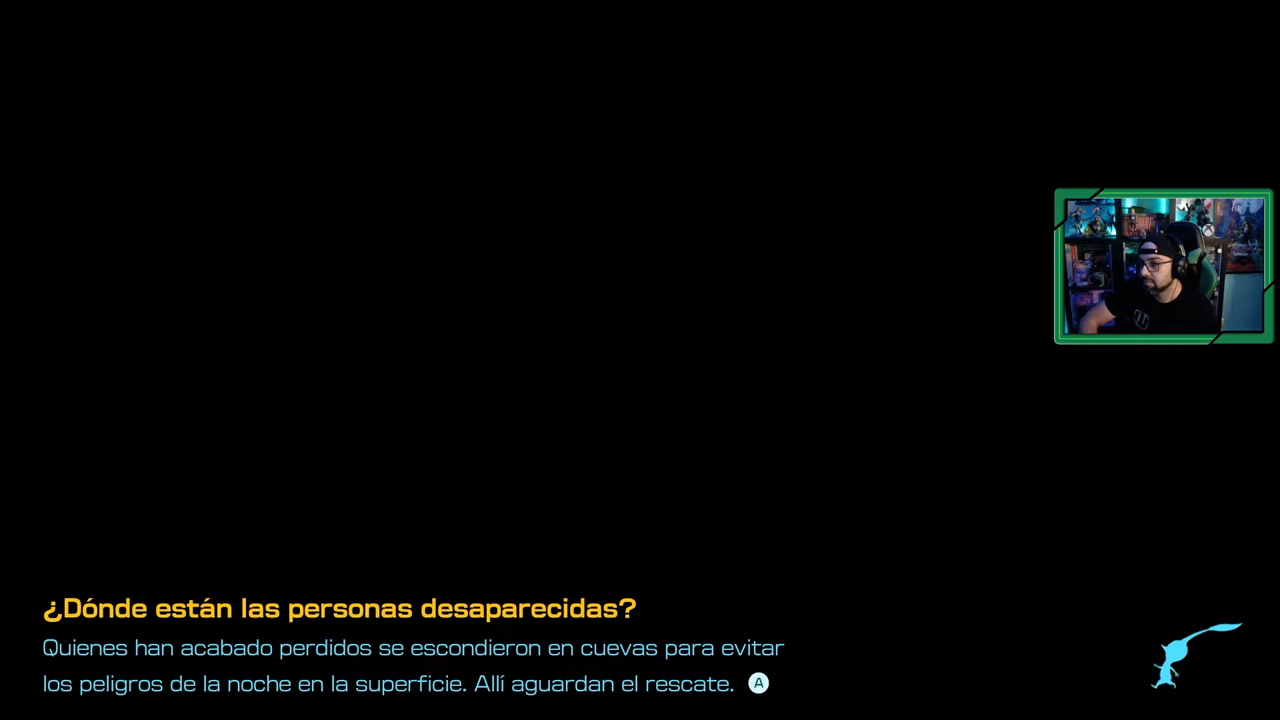 ¿Dónde están las personas desaparecidas?
Quienes han acabado perdidos se escondieron en cuevas para evitar
los peligros de la noche en la superficie. Allí aguardan el rescate. A